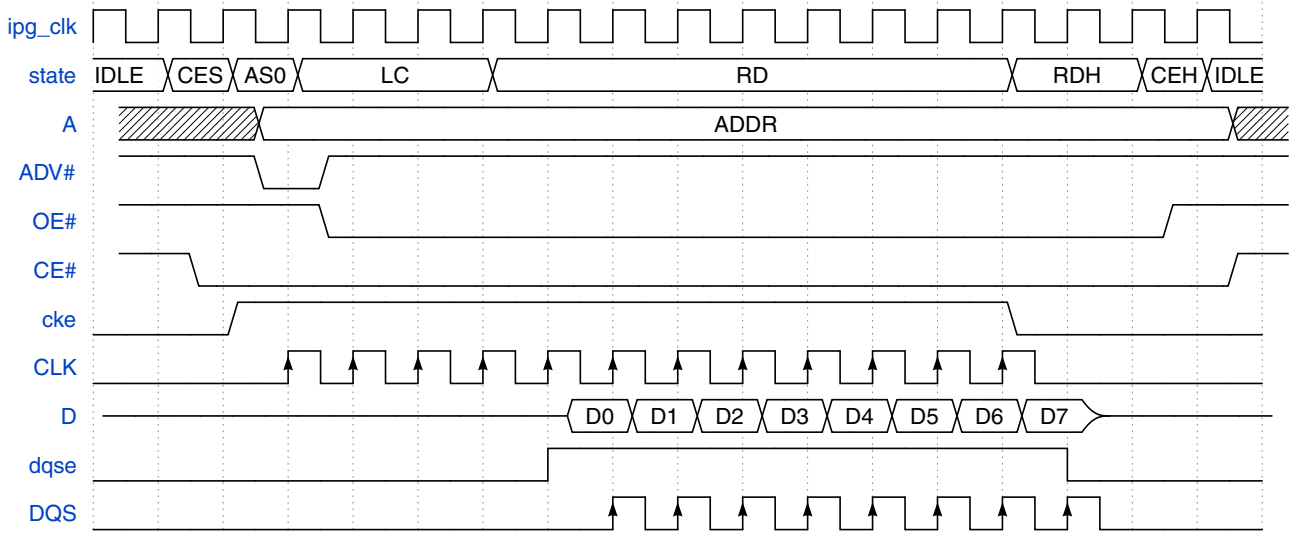 ipg_clk
state IDLE CES AS0 LC RD RDH CEH IDLE
A ADDR
ADV#
OE#
CE#
cke
CLK
D D0 D1 D2 D3 D4 D5 D6 D7
dqse
DQS